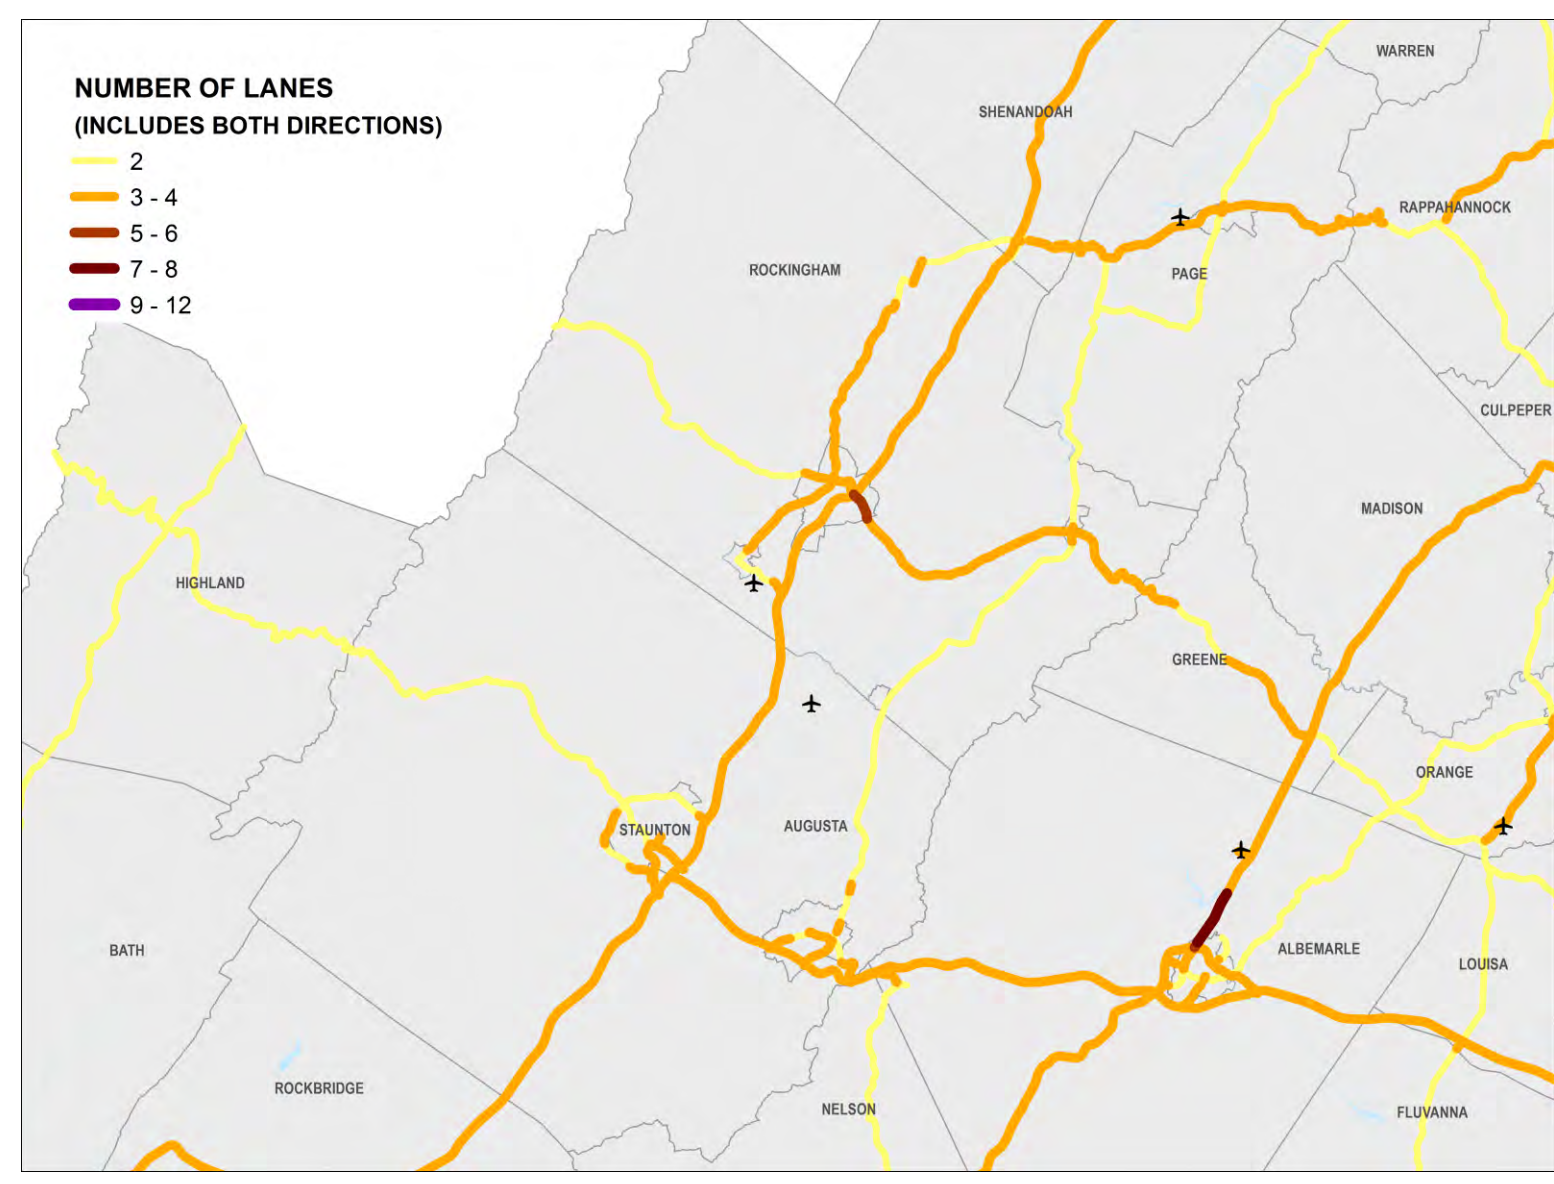 NUMBER OF LANES
(INCLUDES BOTH DIRECTIONS)
2
3 - 4
5 - 6
7 - 8
9 - 12
WARREN
SHENANDOAH
RAPPAHANNOCK
ROCKINGHAM
PAGE
CULPEPER
MADISON
HIGHLAND
GREENE
ORANGE
STAUNTON
AUGUSTA
BATH
ALBEMARLE
LOUISA
ROCKBRIDGE
NELSON
FLUVANNA